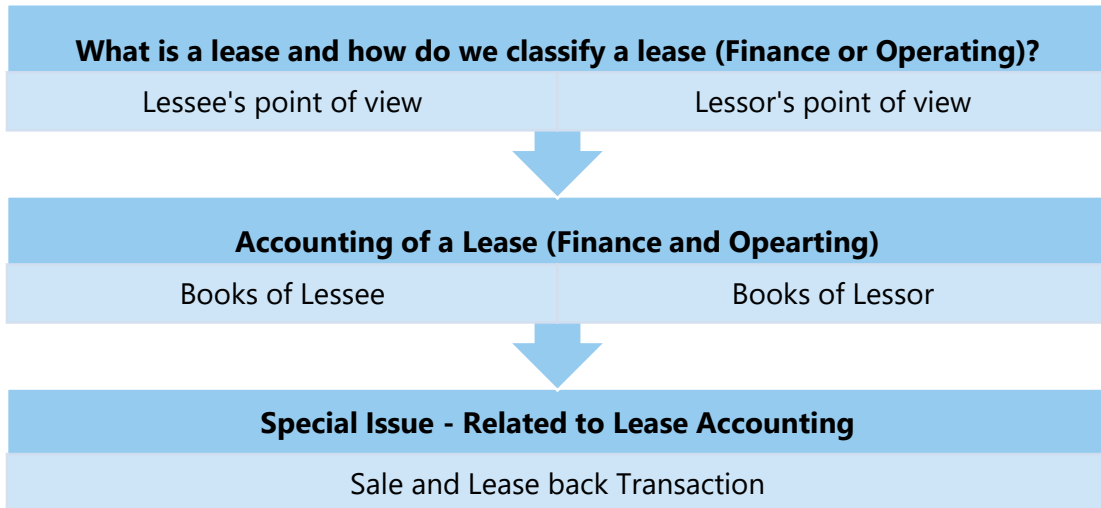 What is a lease and how do we classify a lease (Finance or Operating)?
Lessee's point of view
Lessor's point of view
Accounting of a Lease (Finance and Opearting)
Books of Lessee
Books of Lessor
Special Issue - Related to Lease Accounting
Sale and Lease back Transaction